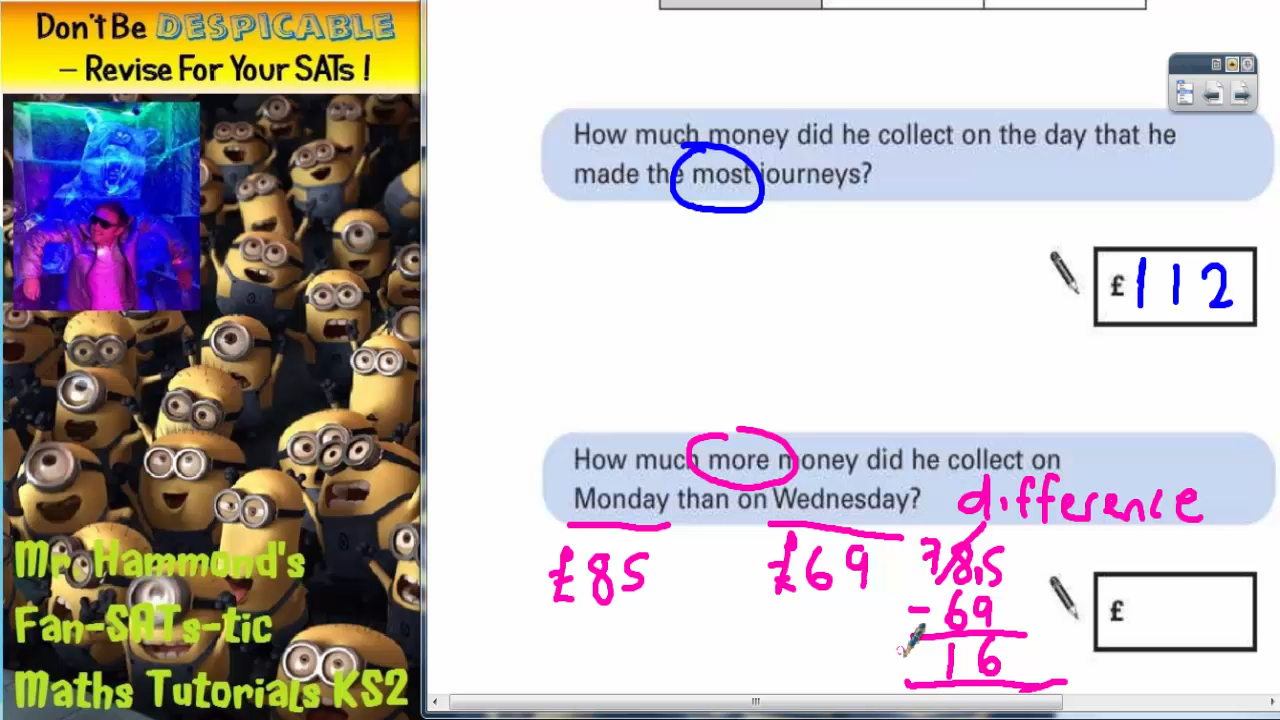 Don't Be DESPICABLE
– Revise For Your SATs !
How much money did he collect on the day that he
made the most journeys?
£ 112
How much more money did he collect on
Monday than on Wednesday?
difference
£85
£69
785
- 69
16
£
Mr Hammond's
Fan-SATs-tic
Maths Tutorials KS2